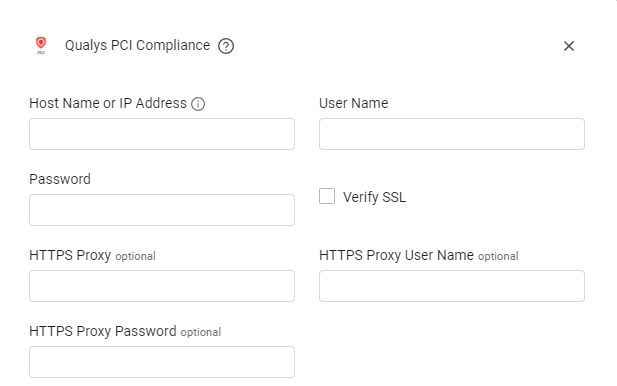 Qualys PCI Compliance
Host Name or IP Address
User Name
Password
Verify SSL
HTTPS Proxy optional
HTTPS Proxy User Name optional
HTTPS Proxy Password optional